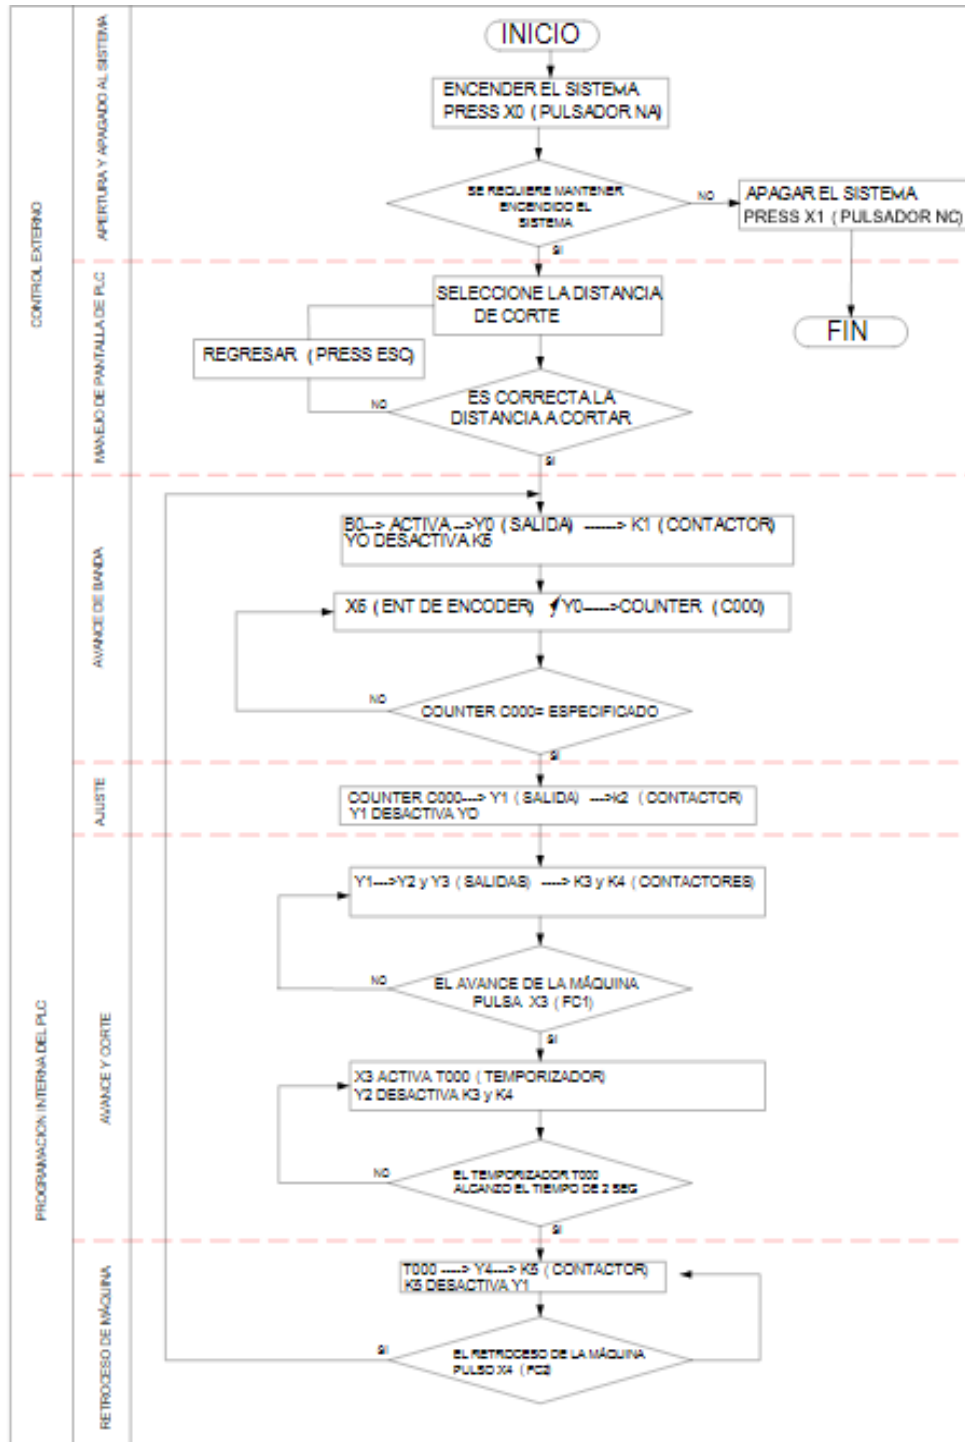 INICIO
ENCENDER EL SISTEMA
PRESS X0 ( PULSADOR NA)
SE REQUIERE MANTENER
ENCENDIDO EL
SISTEMA
NO
APAGAR EL SISTEMA
PRESS X1 ( PULSADOR NC)
SI
FIN
SELECCIONE LA DISTANCIA
DE CORTE
REGRESAR ( PRESS ESC)
NO
ES CORRECTA LA
DISTANCIA A CORTAR
SI
B0--> ACTIVA -->Y0 ( SALIDA) ------> K1 ( CONTACTOR)
YO DESACTIVA K5
X6 ( ENT DE ENCODER) Y0----->COUNTER ( C000)
NO
COUNTER C000= ESPECIFICADO
SI
COUNTER C000---> Y1 ( SALIDA) --->k2 ( CONTACTOR)
Y1 DESACTIVA YO
Y1---->Y2 y Y3 ( SALIDAS) ----> K3 y K4 ( CONTACTORES)
NO
EL AVANCE DE LA MÁQUINA
PULSA X3 ( FC1)
SI
X3 ACTIVA T000 ( TEMPORIZADOR)
Y2 DESACTIVA K3 y K4
NO
EL TEMPORIZADOR T000
ALCANZO EL TIEMPO DE 2 SEG
SI
T000 ----> Y4---> K5 ( CONTACTOR)
K5 DESACTIVA Y1
SI
EL RETROCESO DE LA MÁQUINA
PULSO X4 ( FC2)
CONTROL EXTERNO
APERTURA Y APAGADO AL SISTEMA
MANEJO DE PANTALLA DE PLC
PROGRAMACION INTERNA DEL PLC
AVANCE DE BANDA
AJUSTE
AVANCE Y CORTE
RETROCESO DE MÁQUINA